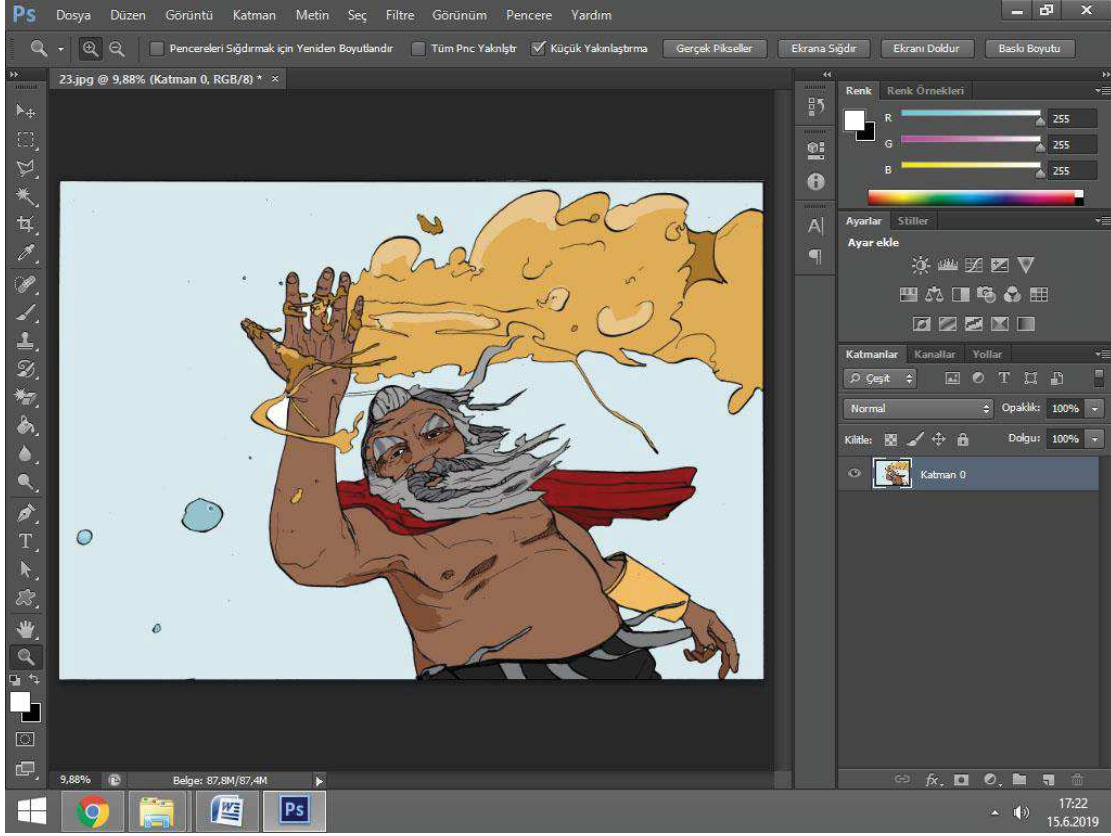 Ps Dosya Düzen Görüntü Katman Metin Seç Filtre Görünüm Pencere Yardım
Pencereleri Sığdırmak için Yeniden Boyutlandır Tüm Pnc Yaknlştr Küçük Yakınlaştırma Gerçek Pikseller Ekrana Sığdır Ekranı Doldur Baskı Boyutu
23.jpg @ 9,88% (Katman 0, RGB/8) * ×
Renk Renk Örnekleri
R 255
G 255
B 255
Ayarlar Stiller
Ayar ekle
Katmanlar Kanallar Yollar
Çeşit
Normal Opaklık: 100%
Kilitle: Dolgu: 100%
Katman 0
9,88% Belge: 87,8M/87,4M
Ps
17:22
15.6.2019